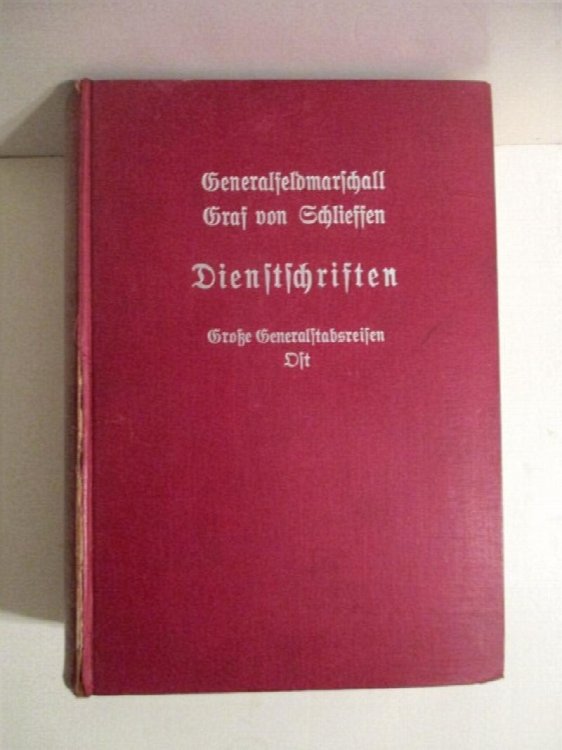 Generalfeldmarschall
Graf von Schlieffen
Dienstschriften
Große Generalstabsreisen
Ost